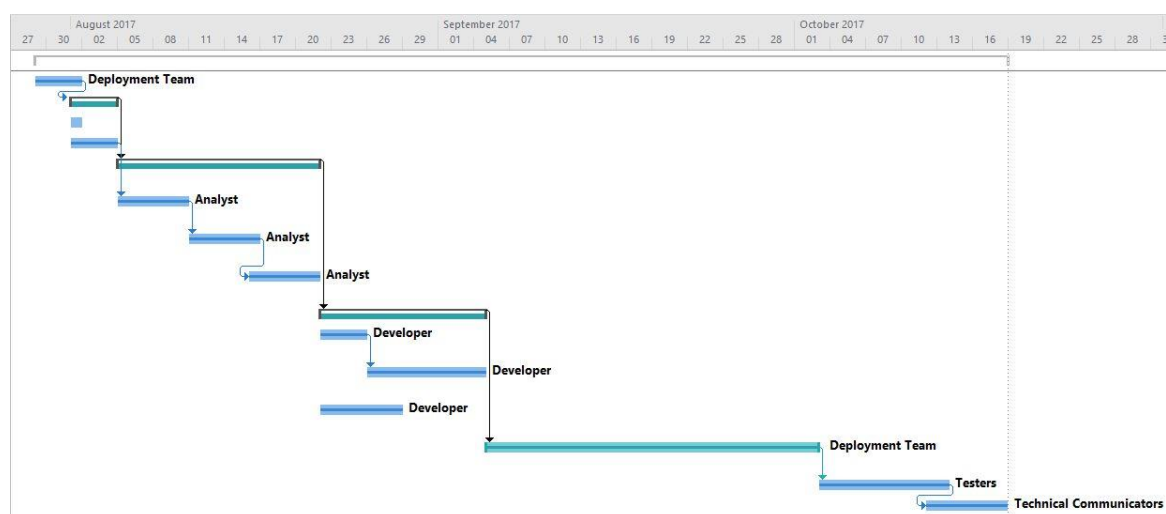 August 2017 September 2017 October 2017
27 30 02 05 08 11 14 17 20 23 26 29 01 04 07 10 13 16 19 22 25 28 01 04 07 10 13 16 19 22 25 28
Deployment Team
Analyst
Analyst
Analyst
Developer
Developer
Developer
Deployment Team
Testers
Technical Communicators